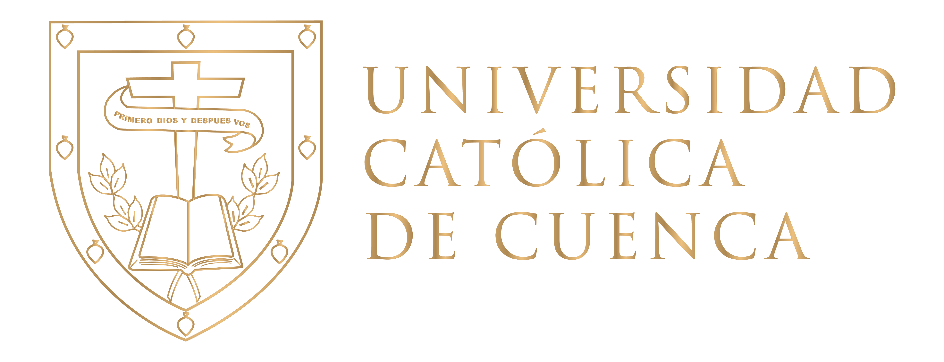 PRIMERO DIOS Y DESPUES VOS
UNIVERSIDAD
CATÓLICA
DE CUENCA